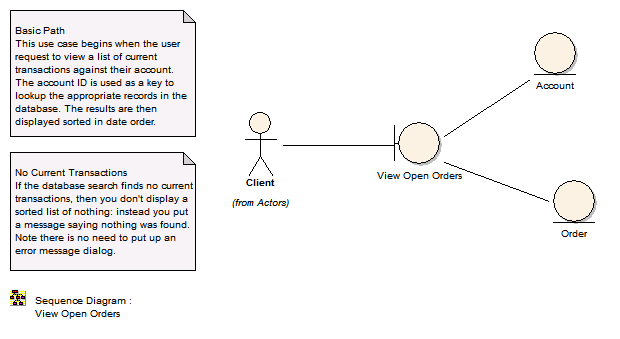 Basic Path
This use case begins when the user
request to view a list of current
transactions against their account.
The account ID is used as a key to
lookup the appropriate records in the
database. The results are then
displayed sorted in date order.
No Current Transactions
If the database search finds no current
transactions, then you don't display a
sorted list of nothing: instead you put
a message saying nothing was found.
Note there is no need to put up an
error message dialog.
Sequence Diagram :
View Open Orders
Client
(from Actors)
View Open Orders
Account
Order